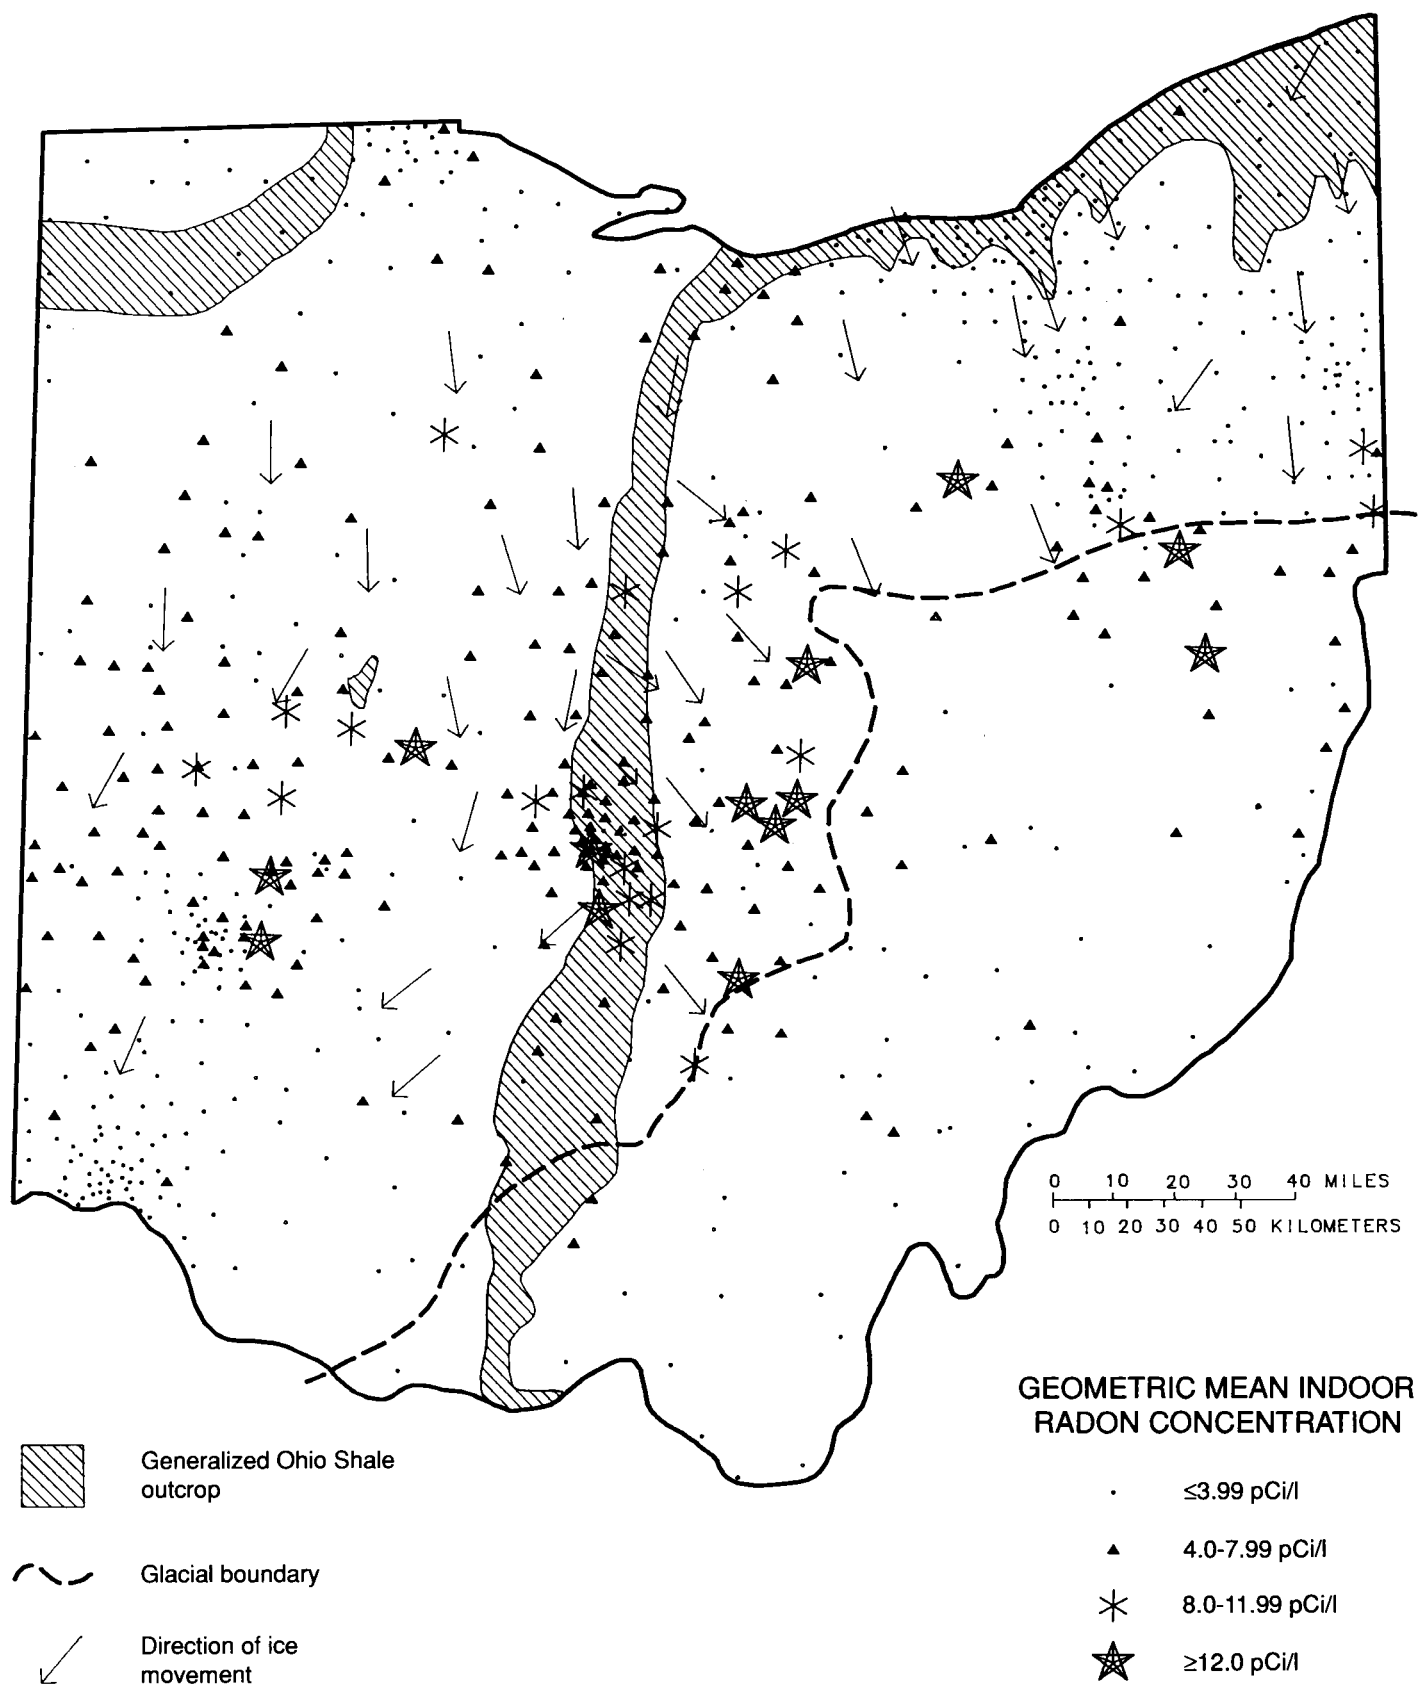 0 10 20 30 40 MILES
0 10 20 30 40 50 KILOMETERS
GEOMETRIC MEAN INDOOR
RADON CONCENTRATION
≤3.99 pCi/l
4.0-7.99 pCi/l
8.0-11.99 pCi/l
≥12.0 pCi/l
Generalized Ohio Shale
outcrop
Glacial boundary
Direction of ice
movement